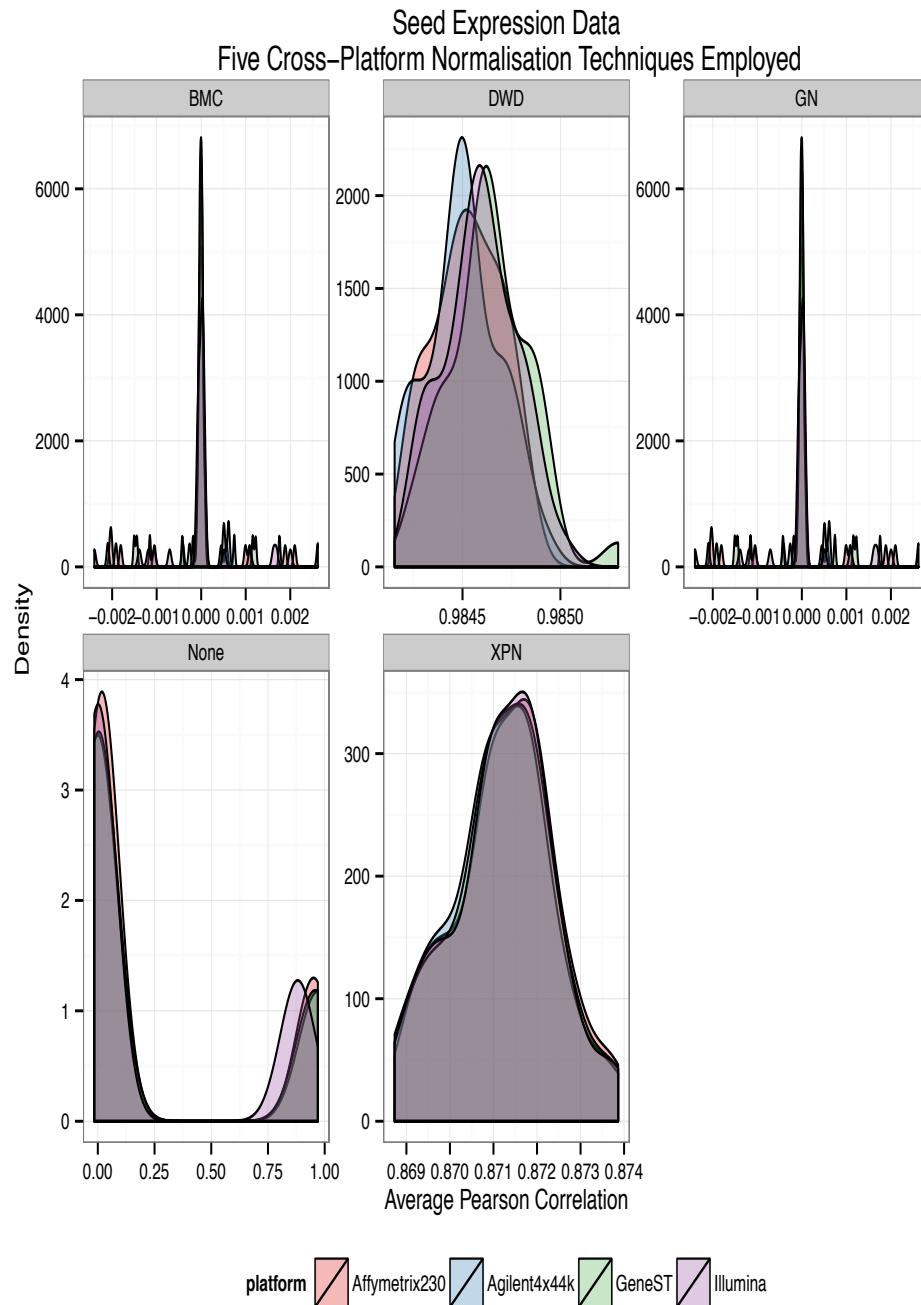 Seed Expression Data
Five Cross−Platform Normalisation Techniques Employed
BMC
DWD
GN
6000
4000
2000
0
2000
1500
1000
500
0
6000
4000
2000
0
−0.002 −0.001 0.000 0.001 0.002
0.9845 0.9850
−0.002 −0.001 0.000 0.001 0.002
Density
None
XPN
4
3
2
1
0
300
200
100
0
0.00 0.25 0.50 0.75 1.00
0.869 0.870 0.871 0.872 0.873 0.874
Average Pearson Correlation
platform Affymetrix230 Agilent4x44k GeneST Illumina